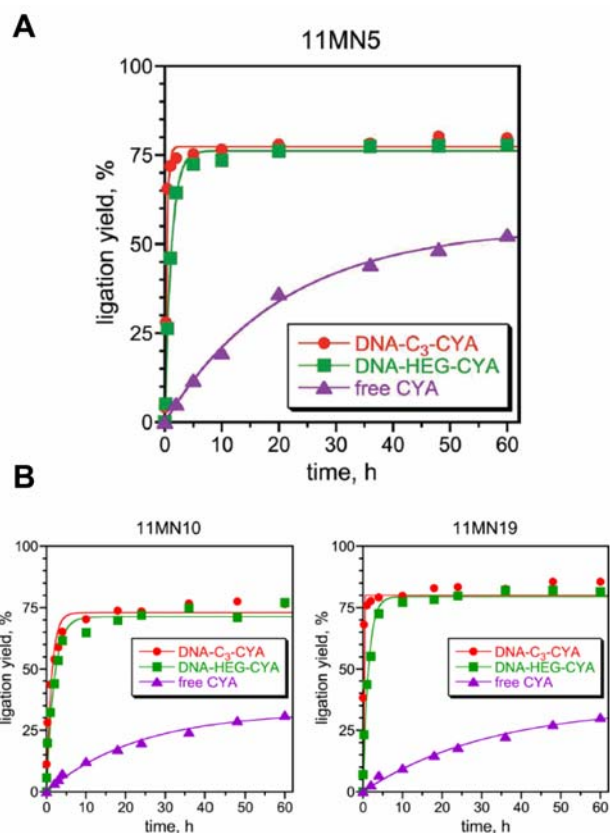 A
11MN5
ligation yield, %
100
75
50
25
0
DNA-C₃-CYA
DNA-HEG-CYA
free CYA
0 10 20 30 40 50 60
time, h
B
11MN10
ligation yield, %
100
75
50
25
0
DNA-C₃-CYA
DNA-HEG-CYA
free CYA
0 10 20 30 40 50 60
time, h
11MN19
ligation yield, %
100
75
50
25
0
DNA-C₃-CYA
DNA-HEG-CYA
free CYA
0 10 20 30 40 50 60
time, h